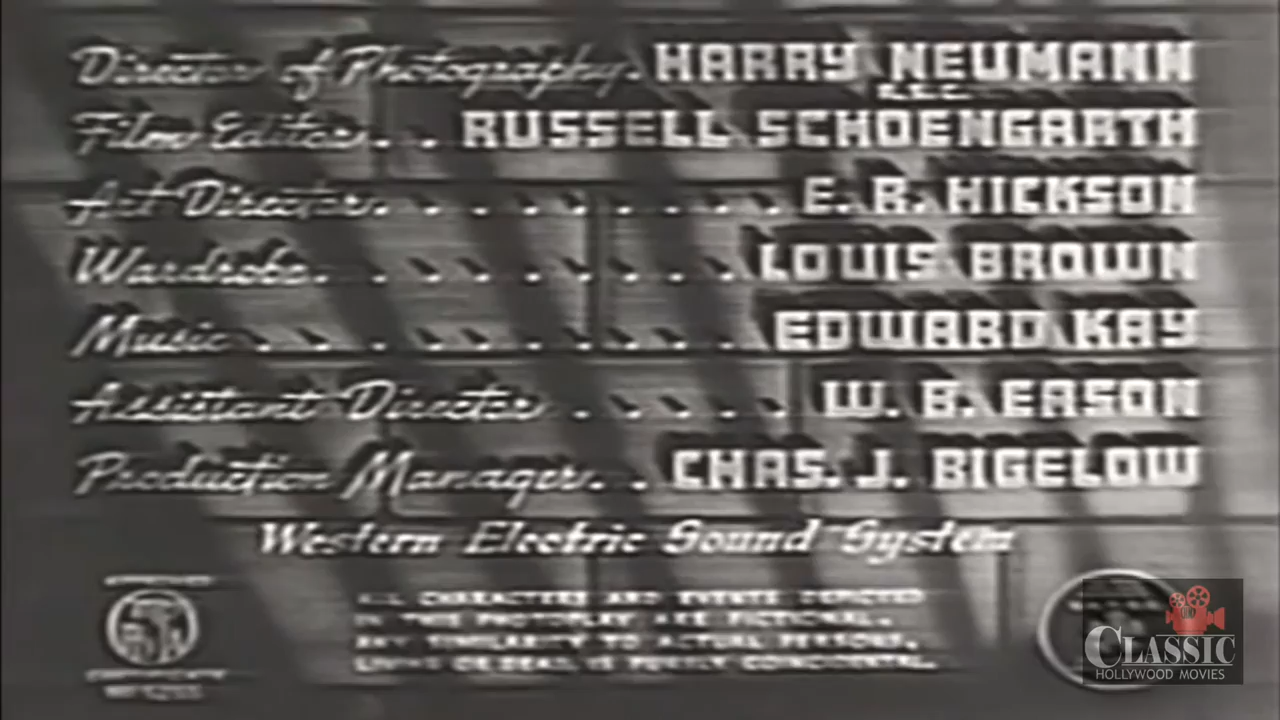 Director of Photography. HARRY NEUMANN
A.S.C.
Film Editor. . . RUSSELL SCHOENGARTH
Art Director. . . . . . . . . E. R. HICKSON
Wardrobe. . . . . . . . . LOUIS BROWN
Music . . . . . . . . . . EDWARD KAY
Assistant Director . . . . . W. B. EASON
Production Manager. . CHAS. J. BIGELOW
Western Electric Sound System
APPROVED
CERTIFICATE
ALL CHARACTERS AND EVENTS DEPICTED
IN THIS PHOTOPLAY ARE FICTIONAL.
ANY SIMILARITY TO ACTUAL PERSONS,
LIVING OR DEAD, IS PURELY COINCIDENTAL.
CLASSIC
HOLLYWOOD MOVIES